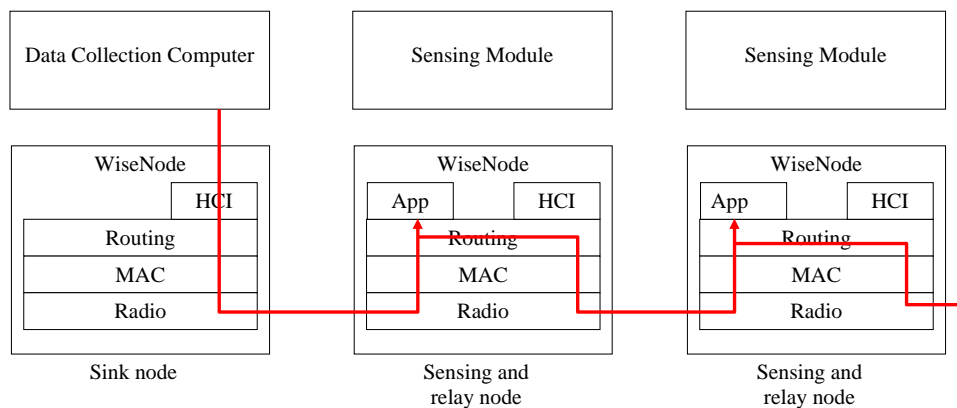 Data Collection Computer
Sensing Module
Sensing Module
WiseNode
HCI
Routing
MAC
Radio
Sink node
WiseNode
App
HCI
Routing
MAC
Radio
Sensing and
relay node
WiseNode
App
HCI
Routing
MAC
Radio
Sensing and
relay node